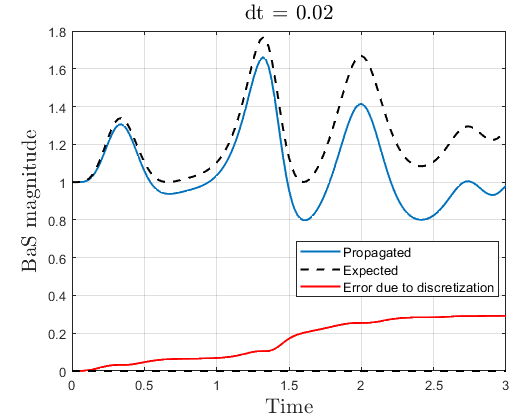 dt = 0.02
BaS magnitude
1.8
1.6
1.4
1.2
1
0.8
0.6
0.4
0.2
0
Propagated
Expected
Error due to discretization
0 0.5 1 1.5 2 2.5 3
Time